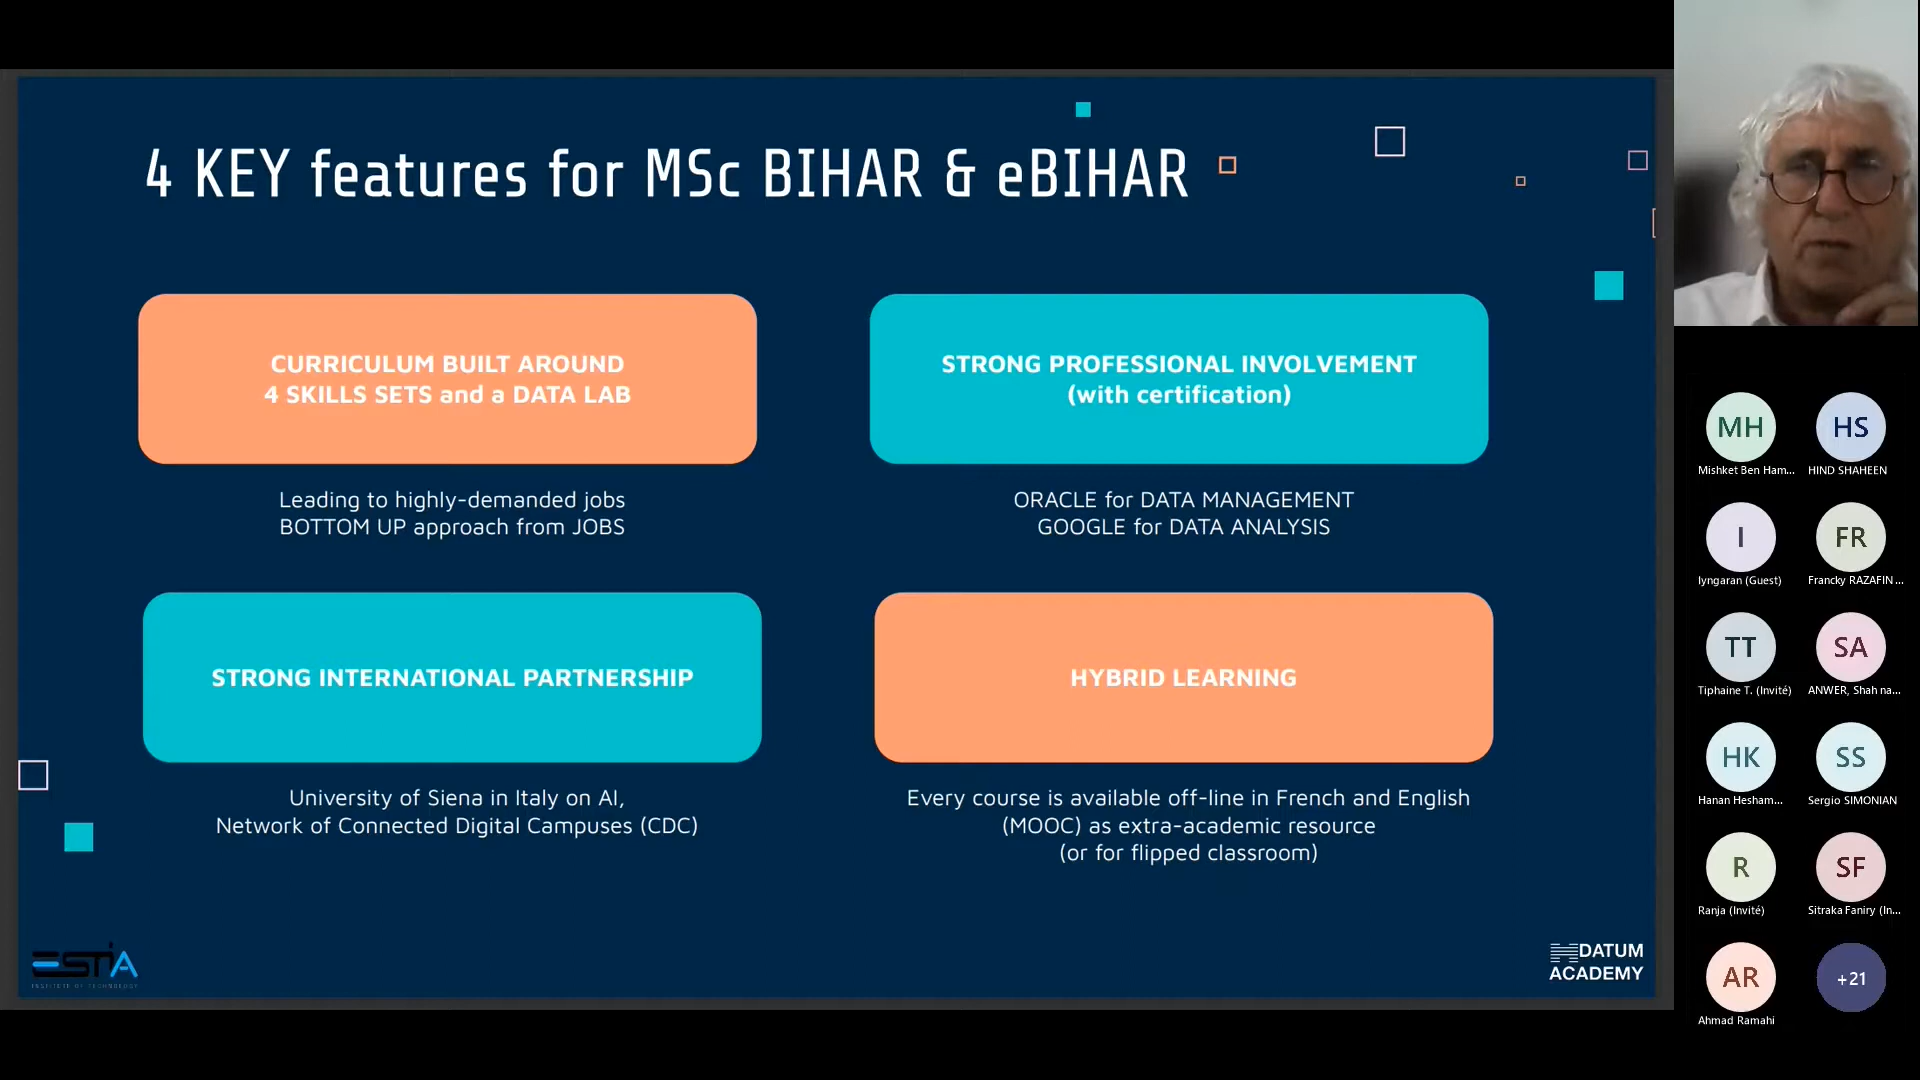 4 KEY features for MSc BIHAR & eBIHAR
CURRICULUM BUILT AROUND
4 SKILLS SETS and a DATA LAB
Leading to highly-demanded jobs
BOTTOM UP approach from JOBS
STRONG PROFESSIONAL INVOLVEMENT
(with certification)
ORACLE for DATA MANAGEMENT
GOOGLE for DATA ANALYSIS
STRONG INTERNATIONAL PARTNERSHIP
University of Siena in Italy on AI,
Network of Connected Digital Campuses (CDC)
HYBRID LEARNING
Every course is available off-line in French and English
(MOOC) as extra-academic resource
(or for flipped classroom)
ESTIA
INSTITUTE OF TECHNOLOGY
DATUM
ACADEMY
MH
Mishket Ben Ham...
HS
HIND SHAHEEN
I
Iyngaran (Guest)
FR
Francky RAZAFIN...
TT
Tiphaine T. (Invité)
SA
ANWER, Shah na...
HK
Hanan Hesham...
SS
Sergio SIMONIAN
R
Ranja (Invité)
SF
Sitraka Faniry (In...
AR
Ahmad Ramahi
+21